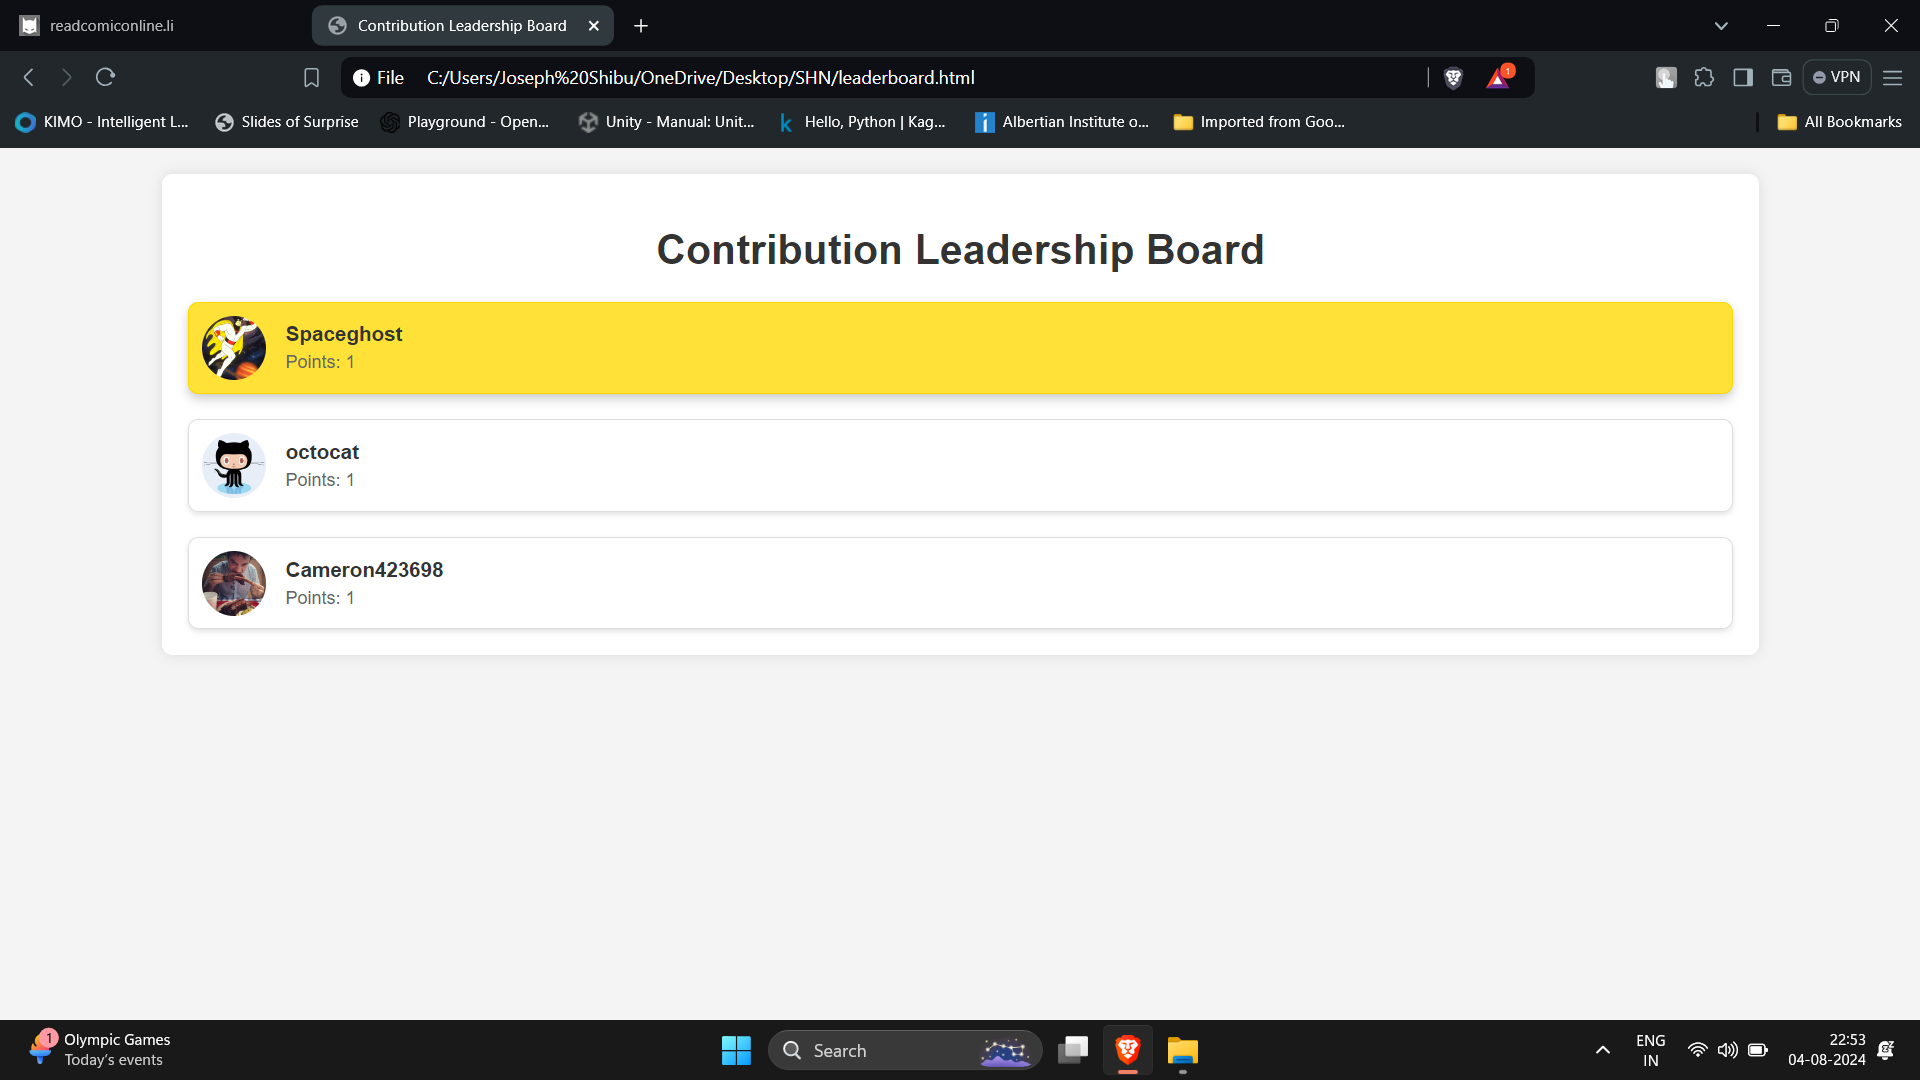 readcomiconline.li
Contribution Leadership Board
File C:/Users/Joseph%20Shibu/OneDrive/Desktop/SHN/leaderboard.html
1
VPN
KIMO - Intelligent L...
Slides of Surprise
Playground - Open...
Unity - Manual: Unit...
Hello, Python | Kag...
Albertian Institute o...
Imported from Goo...
All Bookmarks
Contribution Leadership Board
Spaceghost
Points: 1
octocat
Points: 1
Cameron423698
Points: 1
1
Olympic Games
Today's events
Search
ENG
IN
22:53
04-08-2024